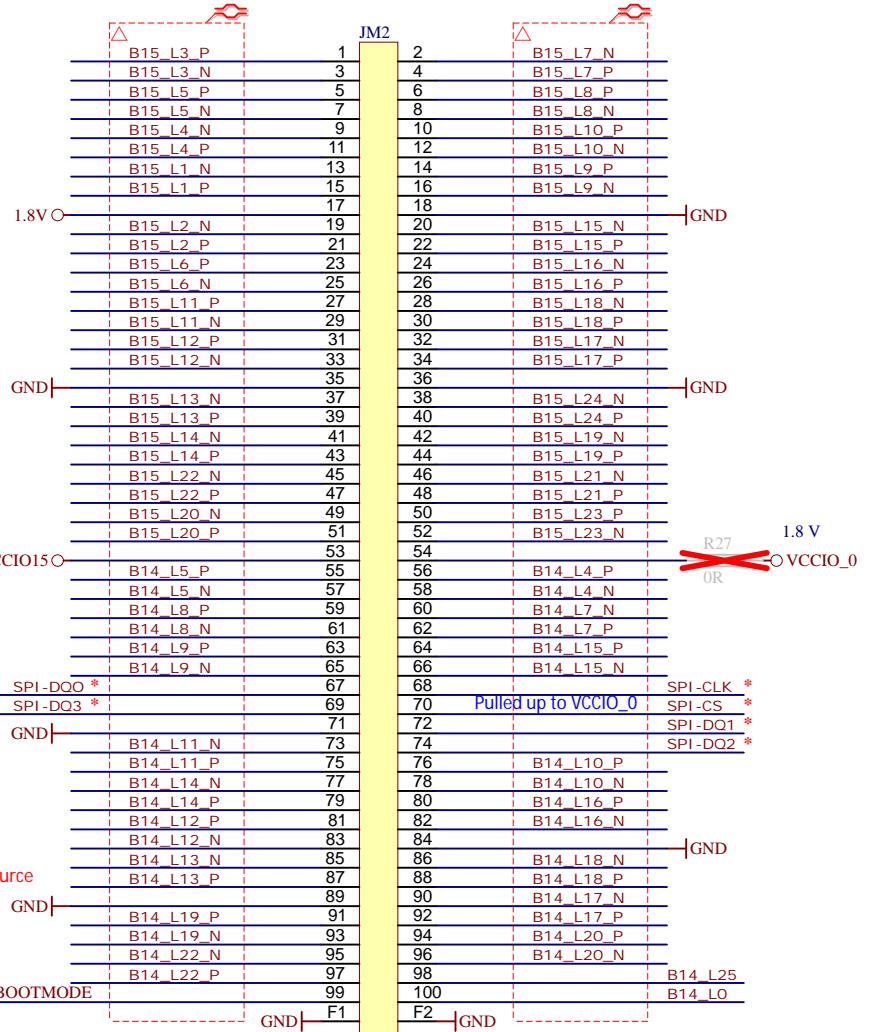 JM2
B15_L3_P 1 2 B15_L7_N
B15_L3_N 3 4 B15_L7_P
B15_L5_P 5 6 B15_L8_P
B15_L5_N 7 8 B15_L8_N
B15_L4_N 9 10 B15_L10_P
B15_L4_P 11 12 B15_L10_N
B15_L1_N 13 14 B15_L9_P
B15_L1_P 15 16 B15_L9_N
1.8V 17 18 GND
B15_L2_N 19 20 B15_L15_N
B15_L2_P 21 22 B15_L15_P
B15_L6_P 23 24 B15_L16_N
B15_L6_N 25 26 B15_L16_P
B15_L11_P 27 28 B15_L18_N
B15_L11_N 29 30 B15_L18_P
B15_L12_P 31 32 B15_L17_N
B15_L12_N 33 34 B15_L17_P
GND 35 36 GND
B15_L13_N 37 38 B15_L24_N
B15_L13_P 39 40 B15_L24_P
B15_L14_N 41 42 B15_L19_N
B15_L14_P 43 44 B15_L19_P
B15_L22_N 45 46 B15_L21_N
B15_L22_P 47 48 B15_L21_P
B15_L20_N 49 50 B15_L23_P
B15_L20_P 51 52 B15_L23_N 1.8 V
R27
CCIO15 53 54 VCCIO_0
0R
B14_L5_P 55 56 B14_L4_P
B14_L5_N 57 58 B14_L4_N
B14_L8_P 59 60 B14_L7_N
B14_L8_N 61 62 B14_L7_P
B14_L9_P 63 64 B14_L15_P
B14_L9_N 65 66 B14_L15_N
SPI-DQ0 * 67 68 SPI-CLK *
SPI-DQ3 * 69 70 Pulled up to VCCIO_0 SPI-CS *
GND 71 72 SPI-DQ1 *
B14_L11_N 73 74 SPI-DQ2 *
B14_L11_P 75 76 B14_L10_P
B14_L14_N 77 78 B14_L10_N
B14_L14_P 79 80 B14_L16_P
B14_L12_P 81 82 B14_L16_N
B14_L12_N 83 84 GND
B14_L13_N 85 86 B14_L18_N
urce B14_L13_P 87 88 B14_L18_P
GND 89 90 B14_L17_N
B14_L19_P 91 92 B14_L17_P
B14_L19_N 93 94 B14_L20_P
B14_L22_N 95 96 B14_L20_N
B14_L22_P 97 98 B14_L25
BOOTMODE 99 100 B14_L0
GND F1 F2 GND